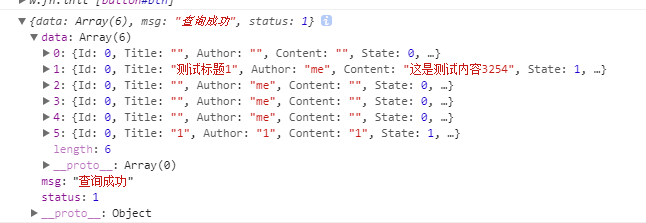 ▼{data: Array(6), msg: "查询成功", status: 1} i
▼data: Array(6)
▶0: {Id: 0, Title: "", Author: "", Content: "", State: 0, …}
▶1: {Id: 0, Title: "测试标题1", Author: "me", Content: "这是测试内容3254", State: 1, …}
▶2: {Id: 0, Title: "", Author: "me", Content: "", State: 0, …}
▶3: {Id: 0, Title: "", Author: "me", Content: "", State: 0, …}
▶4: {Id: 0, Title: "", Author: "me", Content: "", State: 0, …}
▶5: {Id: 0, Title: "1", Author: "1", Content: "1", State: 1, …}
length: 6
▶__proto__: Array(0)
msg: "查询成功"
status: 1
▶__proto__: Object